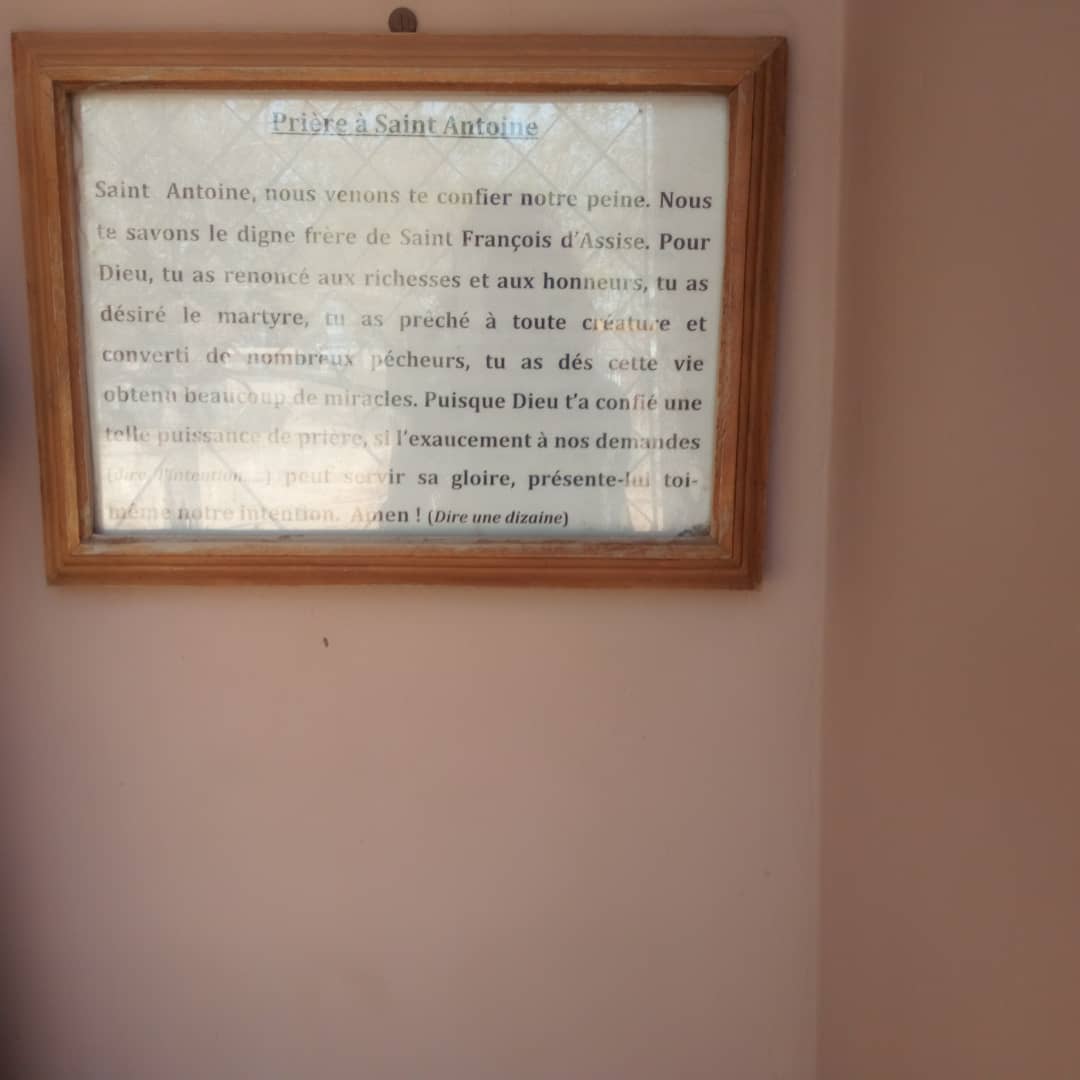 Prière à Saint Antoine
Saint Antoine, nous venons te confier notre peine. Nous
te savons le digne frère de Saint François d'Assise. Pour
Dieu, tu as renoncé aux richesses et aux honneurs, tu as
désiré le martyre, tu as prêché à toute créature et
converti de nombreux pécheurs, tu as dés cette vie
obtenu beaucoup de miracles. Puisque Dieu t'a confié une
telle puissance de prière, si l'exaucement à nos demandes
(dire l'intention...) peut servir sa gloire, présente-lui toi-
même notre intention. Amen ! (Dire une dizaine)